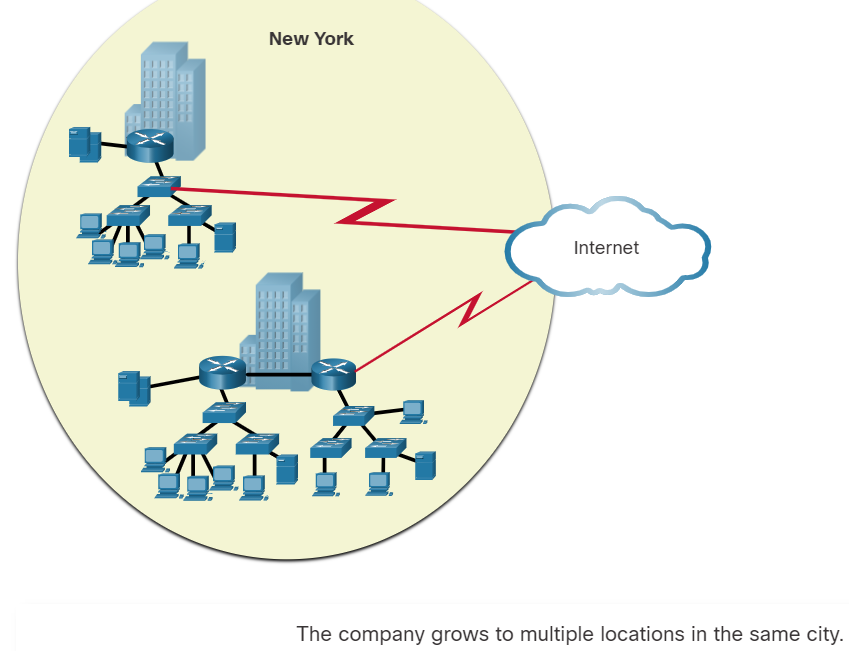 New York
Internet
The company grows to multiple locations in the same city.